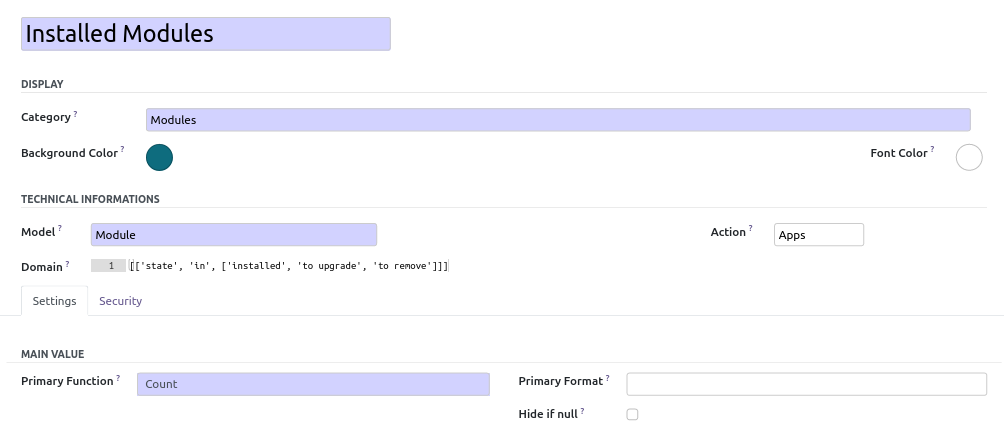 Installed Modules
DISPLAY
Category ? Modules
Background Color ? Font Color ?
TECHNICAL INFORMATIONS
Model ? Module Action ? Apps
Domain ? 1 [['state', 'in', ['installed', 'to upgrade', 'to remove']]]
Settings Security
MAIN VALUE
Primary Function ? Count Primary Format ?
Hide if null ?